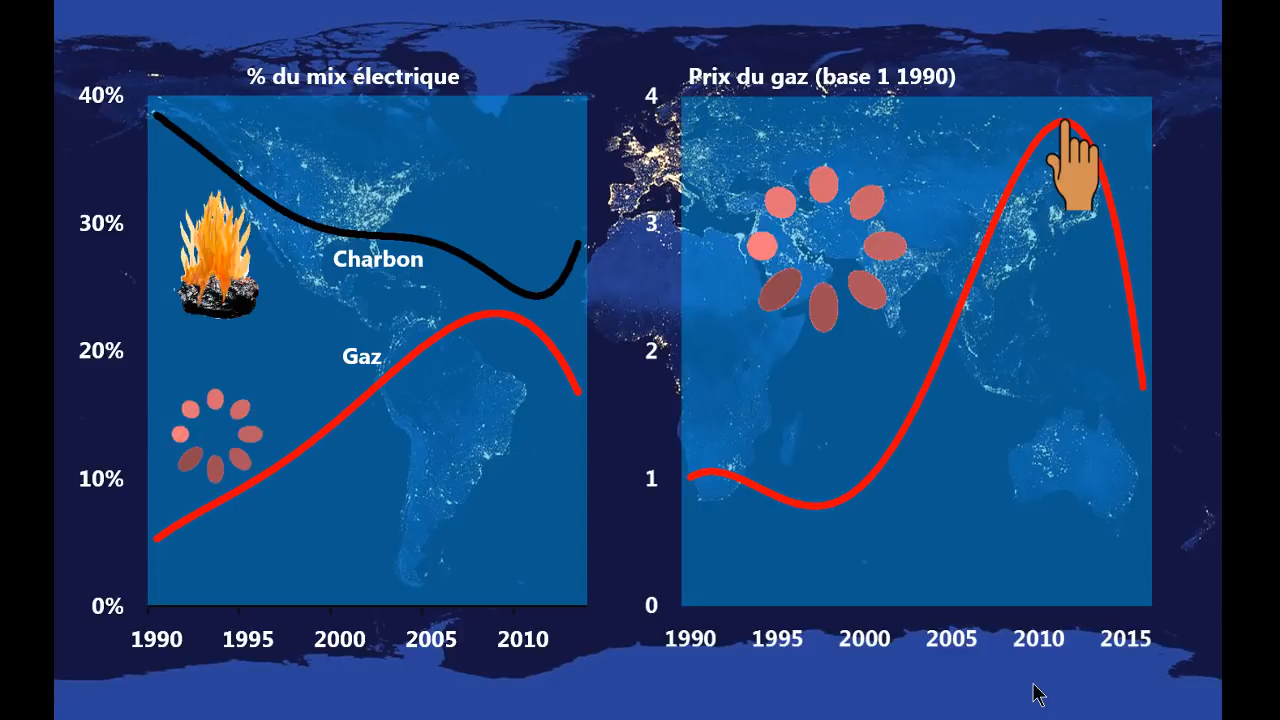 % du mix électrique
40%
30%
20%
10%
0%
Charbon
Gaz
1990 1995 2000 2005 2010
Prix du gaz (base 1 1990)
4
3
2
1
0
1990 1995 2000 2005 2010 2015